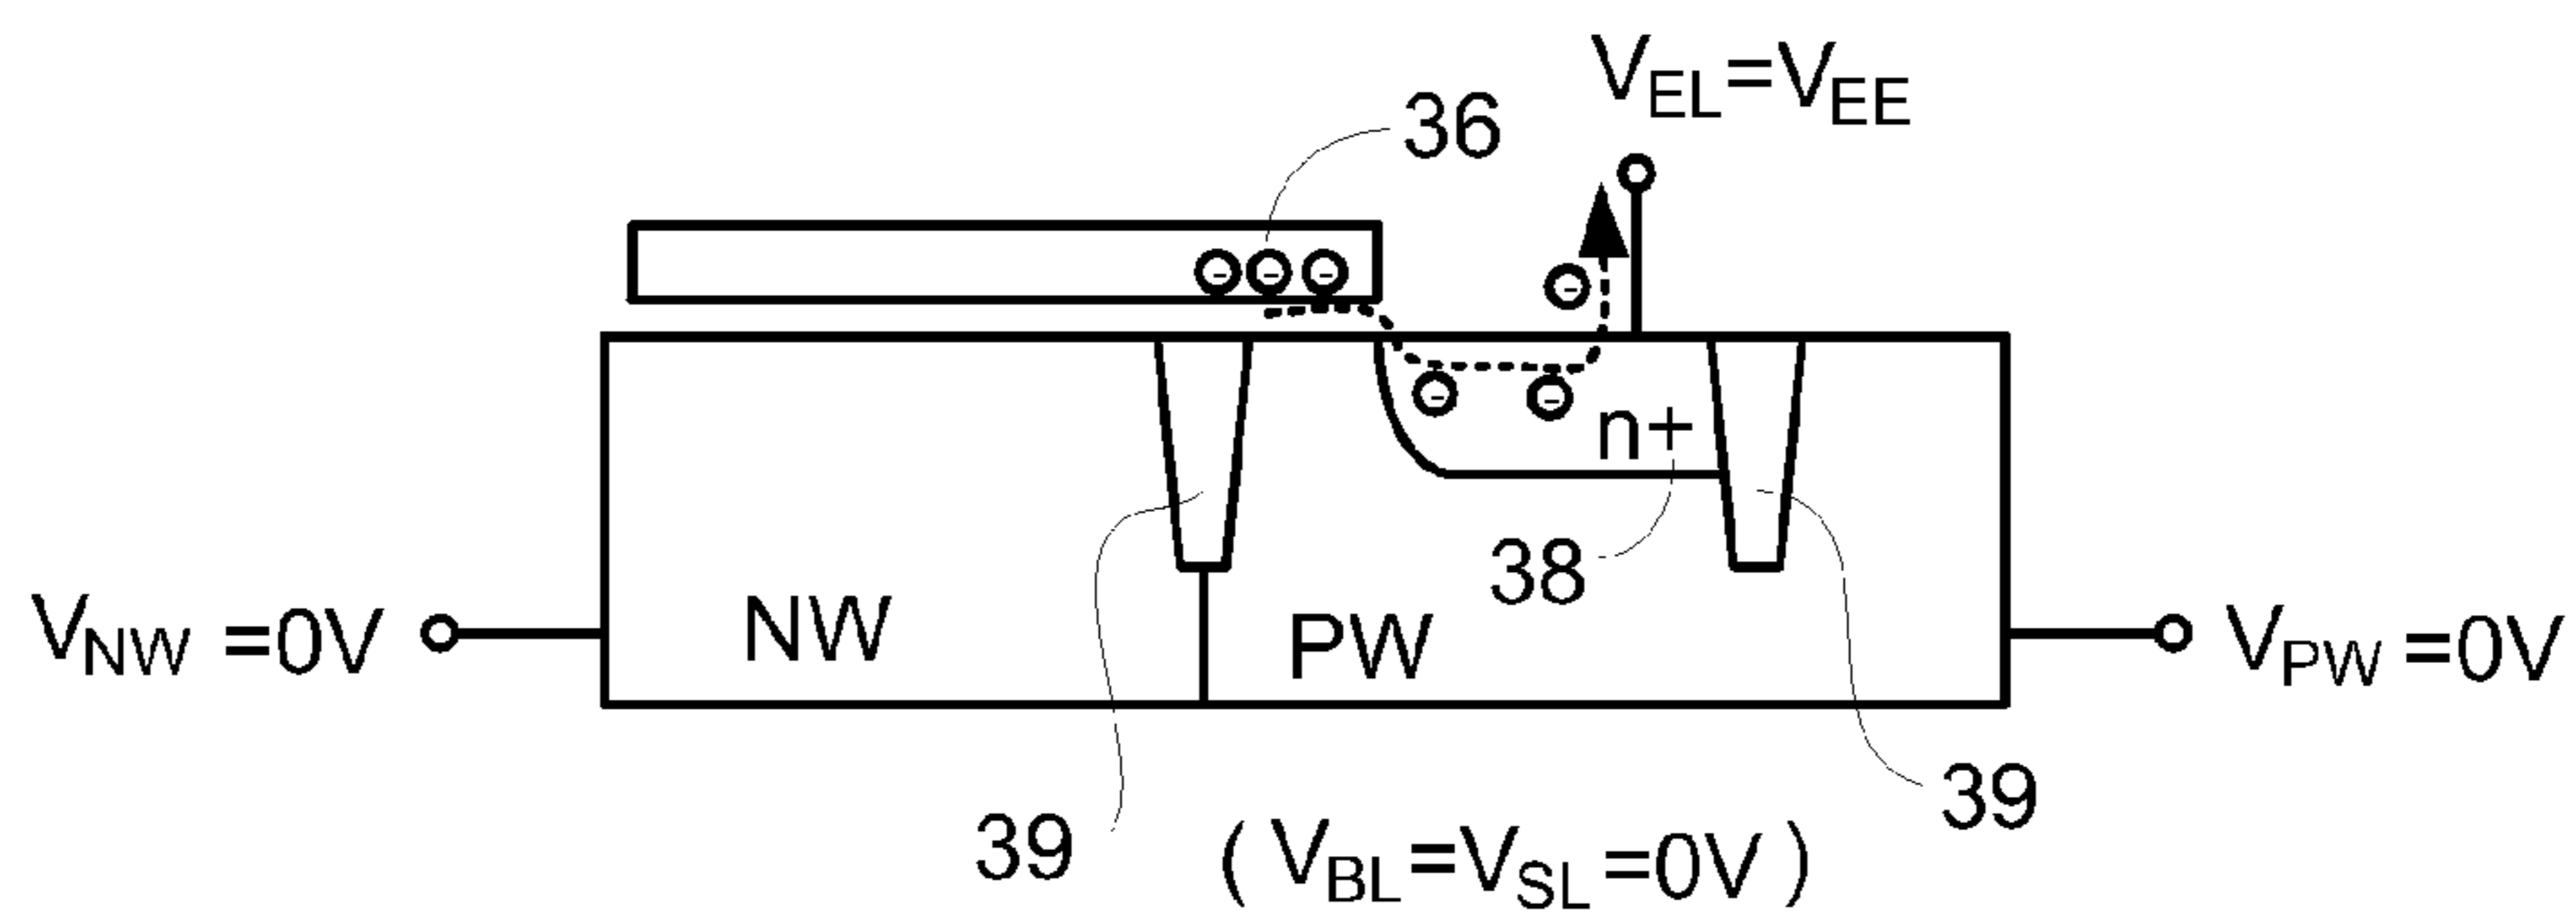 V_EL=V_EE
36
n+
38
NW
PW
V_NW =0V
V_PW =0V
39
39
( V_BL=V_SL=0V )